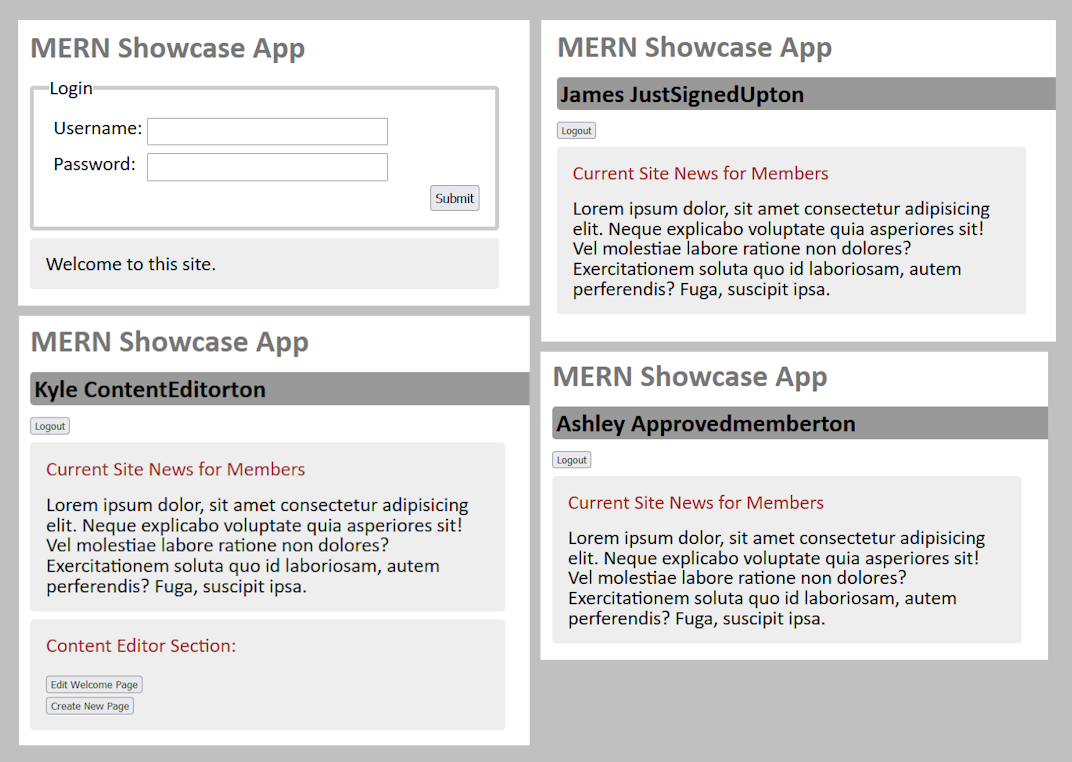 MERN Showcase App
Login
Username:
Password:
Submit
Welcome to this site.
MERN Showcase App
James JustSignedUpton
Logout
Current Site News for Members
Lorem ipsum dolor, sit amet consectetur adipisicing
elit. Neque explicabo voluptate quia asperiores sit!
Vel molestiae labore ratione non dolores?
Exercitationem soluta quo id laboriosam, autem
perferendis? Fuga, suscipit ipsa.
MERN Showcase App
Kyle ContentEditorton
Logout
Current Site News for Members
Lorem ipsum dolor, sit amet consectetur adipisicing
elit. Neque explicabo voluptate quia asperiores sit!
Vel molestiae labore ratione non dolores?
Exercitationem soluta quo id laboriosam, autem
perferendis? Fuga, suscipit ipsa.
Content Editor Section:
Edit Welcome Page
Create New Page
MERN Showcase App
Ashley Approvedmemberton
Logout
Current Site News for Members
Lorem ipsum dolor, sit amet consectetur adipisicing
elit. Neque explicabo voluptate quia asperiores sit!
Vel molestiae labore ratione non dolores?
Exercitationem soluta quo id laboriosam, autem
perferendis? Fuga, suscipit ipsa.